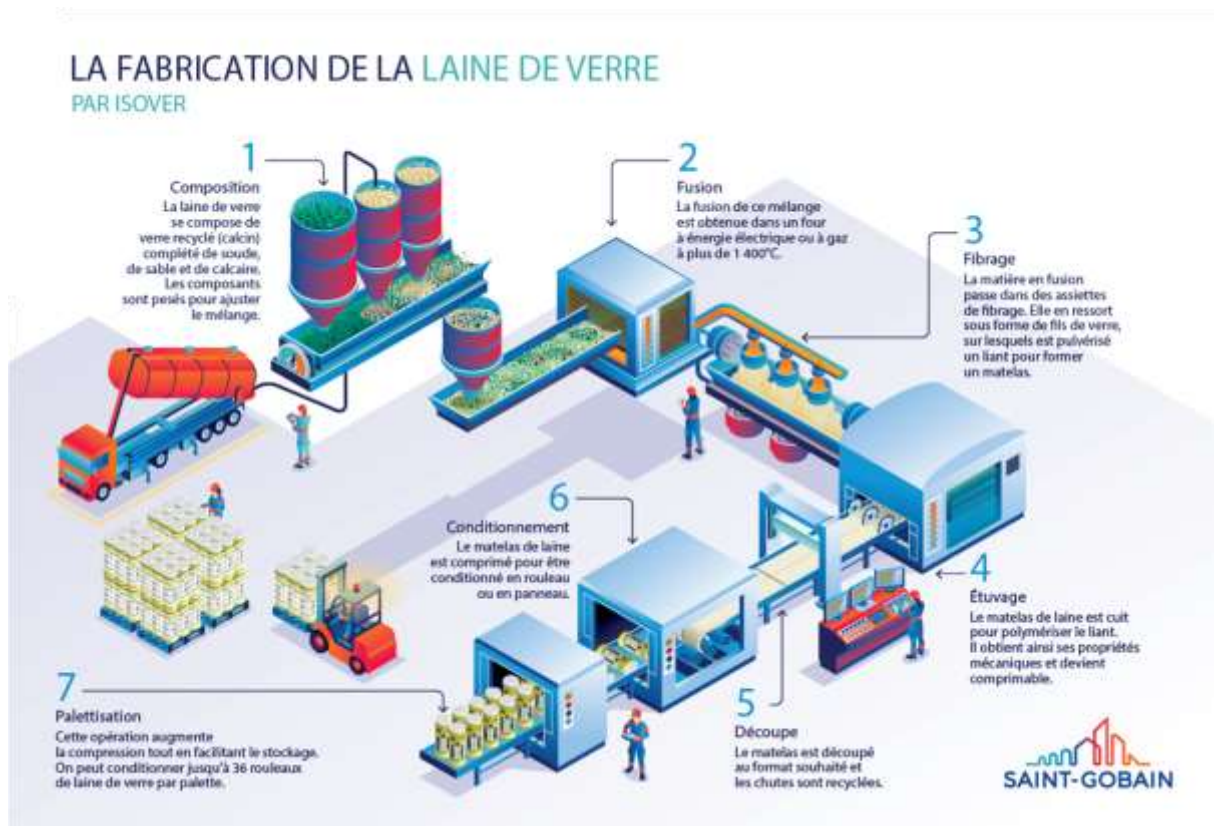 LA FABRICATION DE LA LAINE DE VERRE
PAR ISOVER
1
Composition
La laine de verre
se compose de
verre recyclé (calcin)
complété de soude,
de sable et de calcaire.
Les composants
sont pesés pour ajuster
le mélange.
2
Fusion
La fusion de ce mélange
est obtenue dans un four
à énergie électrique ou à gaz
à plus de 1 400°C.
3
Fibrage
La matière en fusion
passe dans des assiettes
de fibrage. Elle en ressort
sous forme de fils de verre,
sur lesquels est pulvérisé
un liant pour former
un matelas.
4
Étuvage
Le matelas de laine est cuit
pour polymériser le liant.
Il obtient ainsi ses propriétés
mécaniques et devient
comprimable.
5
Découpe
Le matelas est découpé
au format souhaité et
les chutes sont recyclées.
6
Conditionnement
Le matelas de laine
est comprimé pour être
conditionné en rouleau
ou en panneau.
7
Palettisation
Cette opération augmente
la compression tout en facilitant le stockage.
On peut conditionner jusqu'à 36 rouleaux
de laine de verre par palette.
SAINT-GOBAIN